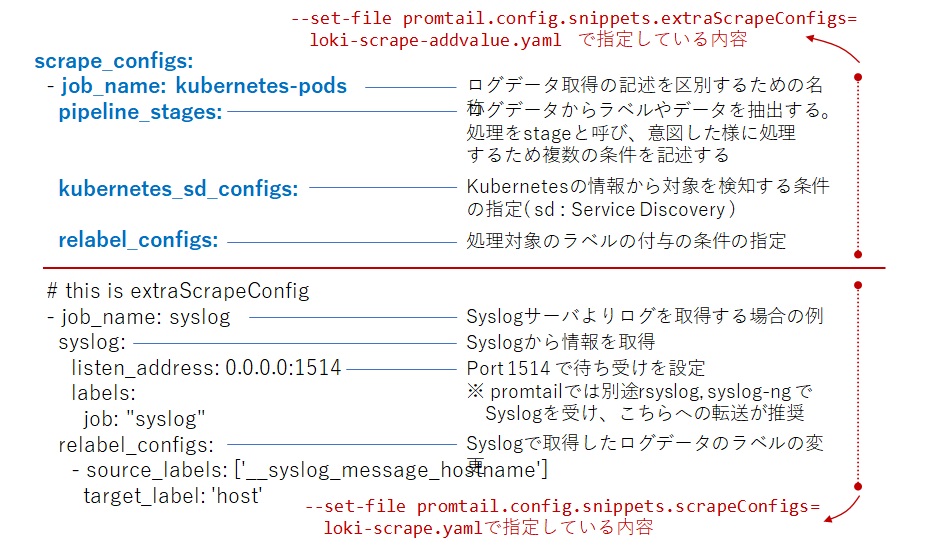 --set-file promtail.config.snippets.extraScrapeConfigs=
loki-scrape-addvalue.yaml で指定している内容
scrape_configs:
- job_name: kubernetes-pods
ログデータ取得の記述を区別するための名
称
pipeline_stages:
ログデータからラベルやデータを抽出する。
処理をstageと呼び、意図した様に処理
するため複数の条件を記述する
kubernetes_sd_configs:
Kubernetesの情報から対象を検知する条件
の指定( sd : Service Discovery )
relabel_configs:
処理対象のラベルの付与の条件の指定
# this is extraScrapeConfig
- job_name: syslog
Syslogサーバよりログを取得する場合の例
syslog:
Syslogから情報を取得
listen_address: 0.0.0.0:1514
Port 1514 で待ち受けを設定
labels:
※ promtailでは別途rsyslog, syslog-ng で
job: "syslog"
Syslogを受け、こちらへの転送が推奨
relabel_configs:
Syslogで取得したログデータのラベルの変
更
- source_labels: ['__syslog_message_hostname']
target_label: 'host'
--set-file promtail.config.snippets.scrapeConfigs=
loki-scrape.yamlで指定している内容